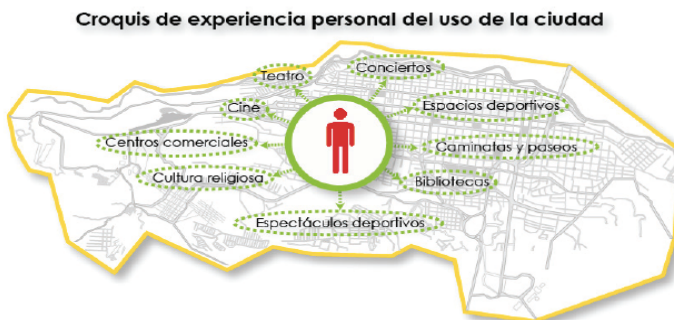 Croquis de experiencia personal del uso de la ciudad
Teatro
Conciertos
Cine
Espacios deportivos
Centros comerciales
Caminatas y paseos
Cultura religiosa
Bibliotecas
Espectáculos deportivos